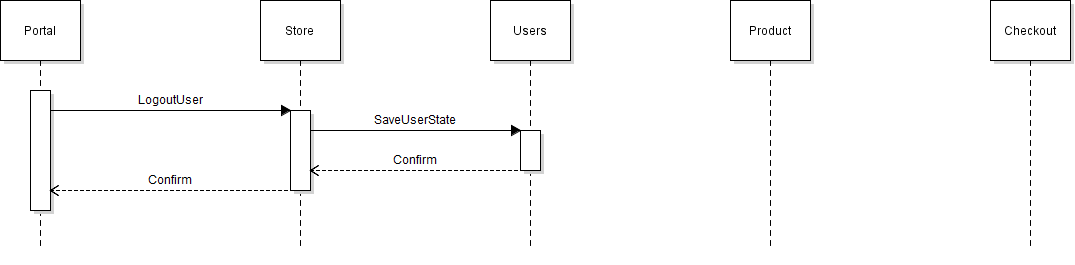 Portal
Store
Users
Product
Checkout
LogoutUser
SaveUserState
Confirm
Confirm